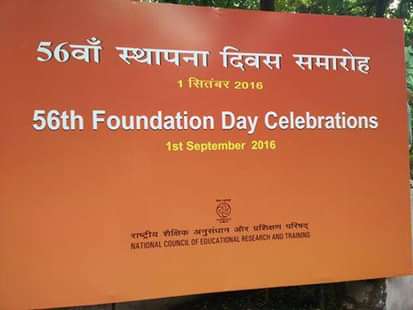 56वाँ स्थापना दिवस समारोह
1 सितंबर 2016
56th Foundation Day Celebrations
1st September 2016
राष्ट्रीय शैक्षिक अनुसंधान और प्रशिक्षण परिषद्
NATIONAL COUNCIL OF EDUCATIONAL RESEARCH AND TRAINING